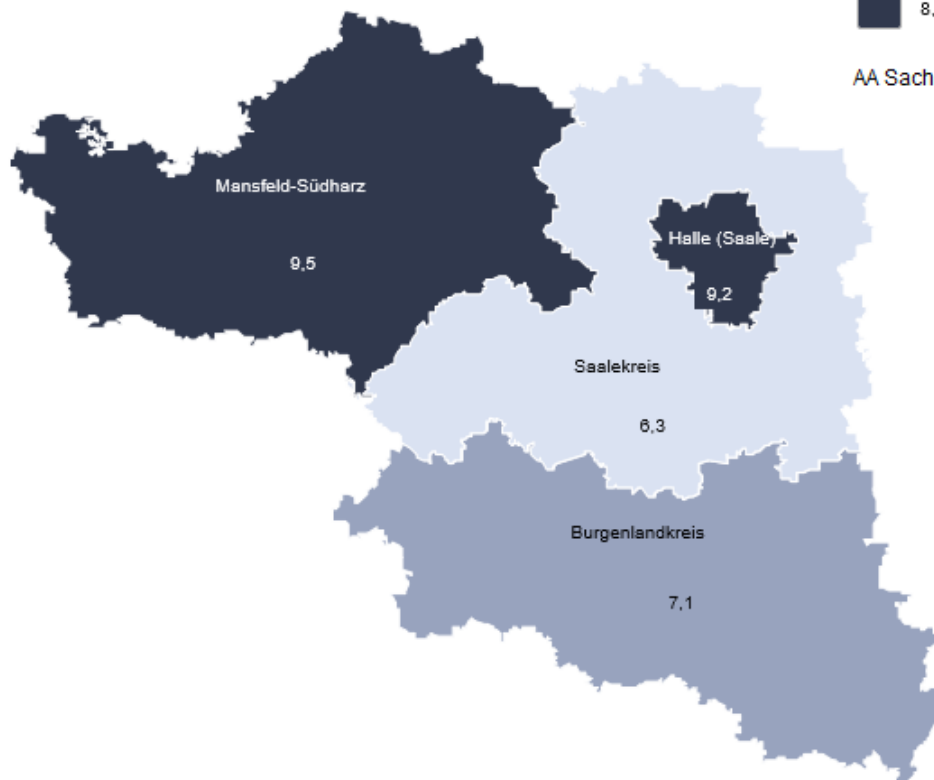 8,
AA Sach
Mansfeld-Südharz
9,5
Halle (Saale)
9,2
Saalekreis
6,3
Burgenlandkreis
7,1